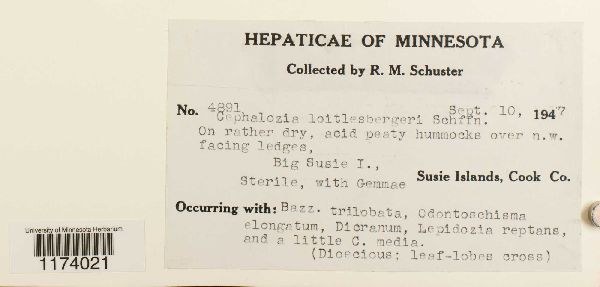 HEPATICAE OF MINNESOTA
Collected by R. M. Schuster
No. 4891 Sept. 10, 1947
Cephalozia loitlesbergeri Schffn.
On rather dry, acid peaty hummocks over n.w.
facing ledges,
Big Susie I.,
Susie Islands, Cook Co.
Sterile, with Gemmae
Occurring with: Bazz. trilobata, Odontoschisma
elongatum, Dicranum, Lepidozia reptans,
and a little C. media.
(Dioecious; leaf-lobes cross)
University of Minnesota Herbarium
1174021